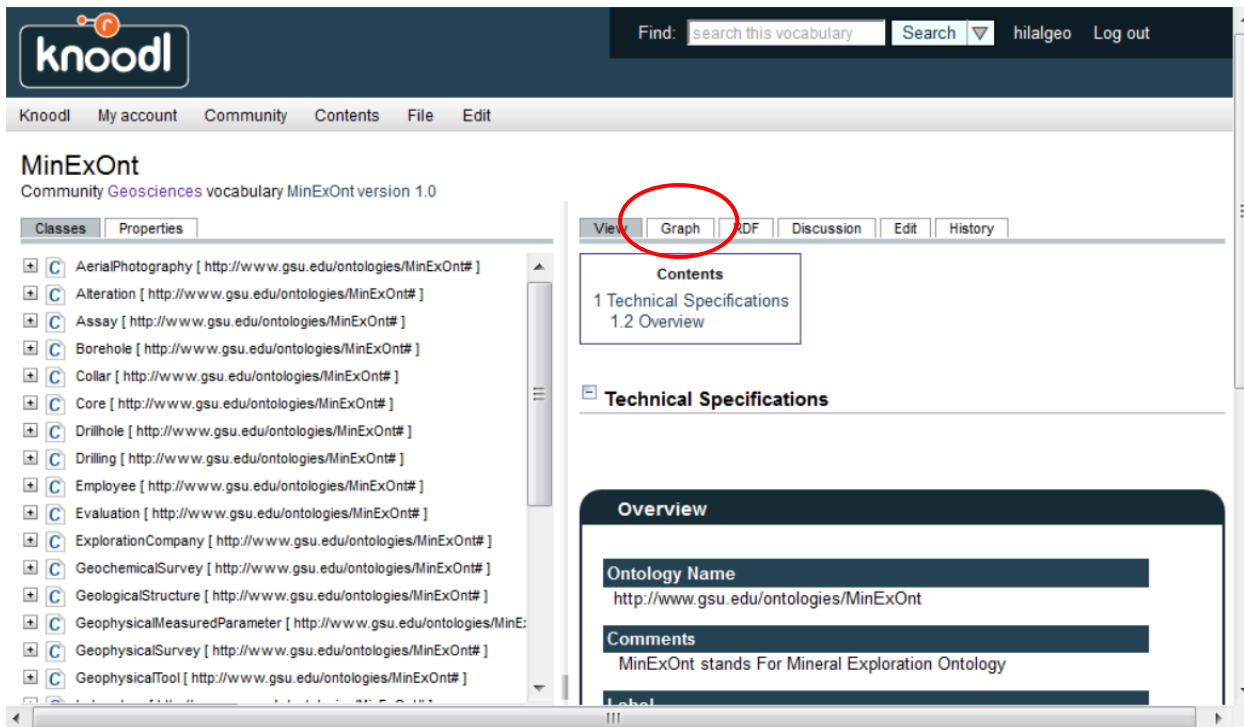 knoodl
Find: search this vocabulary Search hilalgeo Log out
Knoodl My account Community Contents File Edit
MinExOnt
Community Geosciences vocabulary MinExOnt version 1.0
Classes Properties
AerialPhotography [ http://www.gsu.edu/ontologies/MinExOnt# ]
Alteration [ http://www.gsu.edu/ontologies/MinExOnt# ]
Assay [ http://www.gsu.edu/ontologies/MinExOnt# ]
Borehole [ http://www.gsu.edu/ontologies/MinExOnt# ]
Collar [ http://www.gsu.edu/ontologies/MinExOnt# ]
Core [ http://www.gsu.edu/ontologies/MinExOnt# ]
Drillhole [ http://www.gsu.edu/ontologies/MinExOnt# ]
Drilling [ http://www.gsu.edu/ontologies/MinExOnt# ]
Employee [ http://www.gsu.edu/ontologies/MinExOnt# ]
Evaluation [ http://www.gsu.edu/ontologies/MinExOnt# ]
ExplorationCompany [ http://www.gsu.edu/ontologies/MinExOnt# ]
GeochemicalSurvey [ http://www.gsu.edu/ontologies/MinExOnt# ]
GeologicalStructure [ http://www.gsu.edu/ontologies/MinExOnt# ]
GeophysicalMeasuredParameter [ http://www.gsu.edu/ontologies/MinE
GeophysicalSurvey [ http://www.gsu.edu/ontologies/MinExOnt# ]
GeophysicalTool [ http://www.gsu.edu/ontologies/MinExOnt# ]
View Graph RDF Discussion Edit History
Contents
1 Technical Specifications
1.2 Overview
Technical Specifications
Overview
Ontology Name
http://www.gsu.edu/ontologies/MinExOnt
Comments
MinExOnt stands For Mineral Exploration Ontology
Label